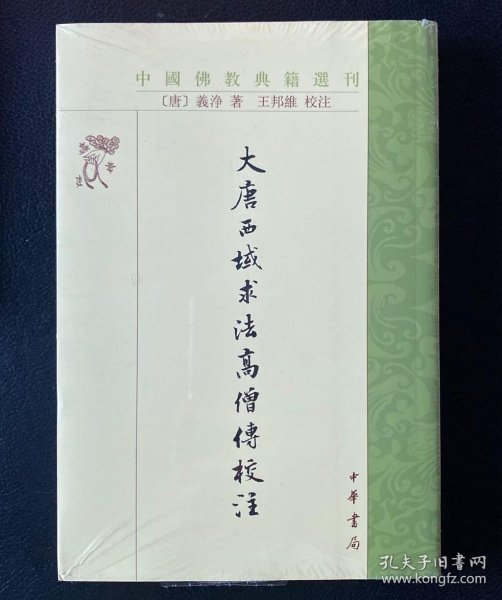 中國佛教典籍選刊
〔唐〕義浄 著 王邦維 校注
大唐西域求法高僧傳校注
中華書局
孔夫子旧书网
www.kongfz.com